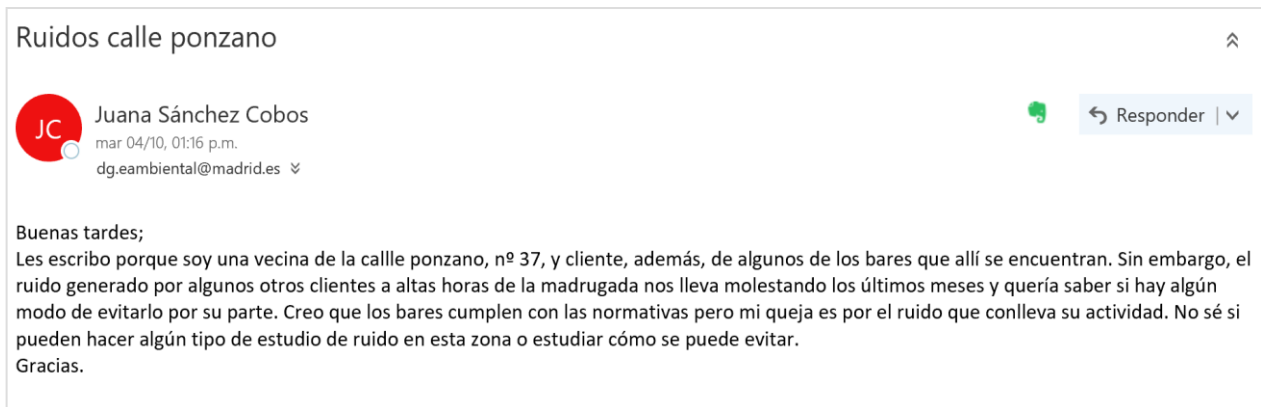 Ruidos calle ponzano
JC
Juana Sánchez Cobos
Responder
mar 04/10, 01:16 p.m.
dg.eambiental@madrid.es
Buenas tardes;
Les escribo porque soy una vecina de la callle ponzano, nº 37, y cliente, además, de algunos de los bares que allí se encuentran. Sin embargo, el
ruido generado por algunos otros clientes a altas horas de la madrugada nos lleva molestando los últimos meses y quería saber si hay algún
modo de evitarlo por su parte. Creo que los bares cumplen con las normativas pero mi queja es por el ruido que conlleva su actividad. No sé si
pueden hacer algún tipo de estudio de ruido en esta zona o estudiar cómo se puede evitar.
Gracias.